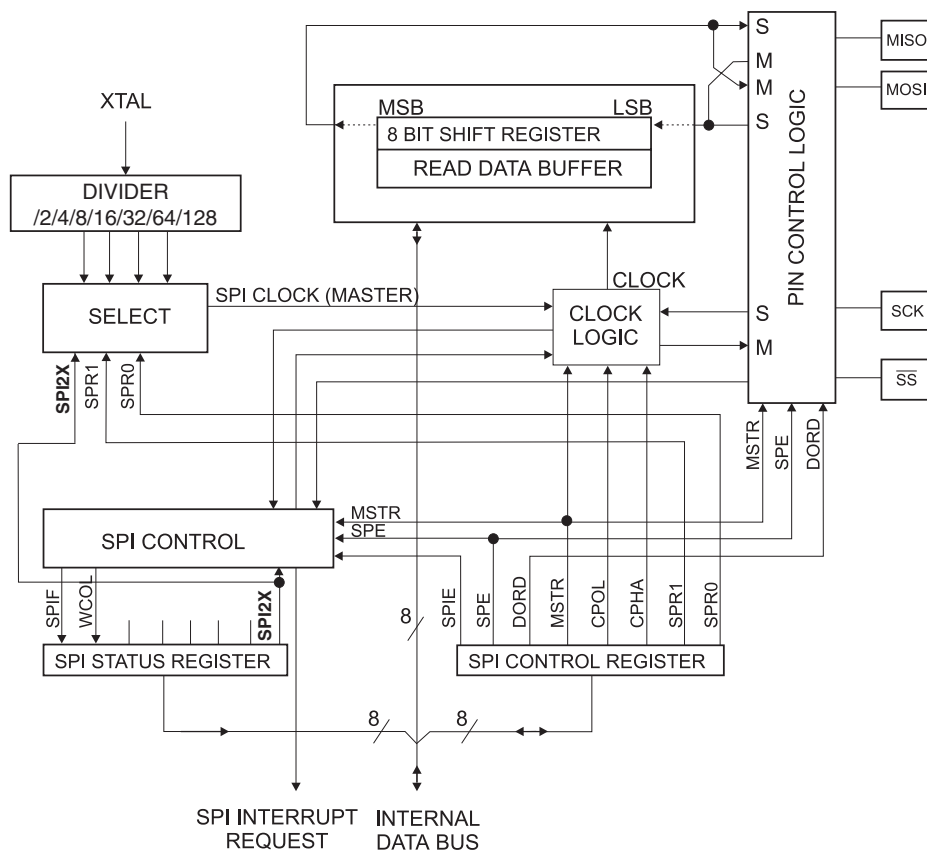 S
MISO
M
M
MOSI
XTAL
MSB
LSB
S
8 BIT SHIFT REGISTER
READ DATA BUFFER
PIN CONTROL LOGIC
DIVIDER
/2/4/8/16/32/64/128
SPI CLOCK (MASTER)
CLOCK
SELECT
CLOCK
LOGIC
S
SCK
M
SS
SPI2X
SPR1
SPR0
MSTR
SPE
DORD
MSTR
SPE
SPI CONTROL
SPIF
WCOL
SPI2X
8
SPIE
SPE
DORD
MSTR
CPOL
CPHA
SPR1
SPR0
SPI STATUS REGISTER
SPI CONTROL REGISTER
8
8
SPI INTERRUPT
REQUEST
INTERNAL
DATA BUS